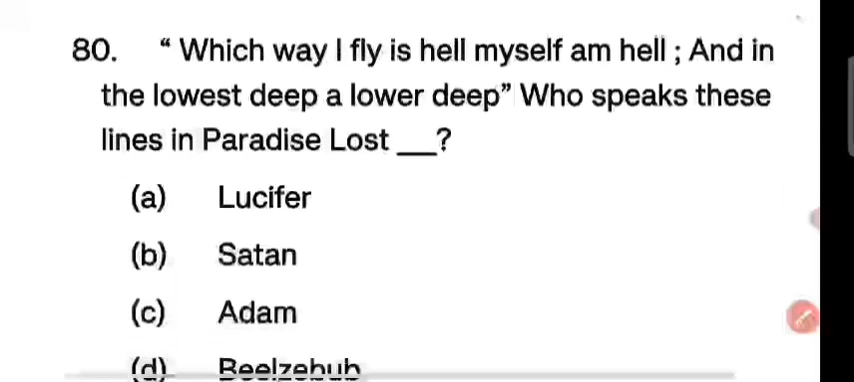 80. “ Which way I fly is hell myself am hell ; And in
the lowest deep a lower deep” Who speaks these
lines in Paradise Lost __?
(a) Lucifer
(b) Satan
(c) Adam
(d) Beelzebub